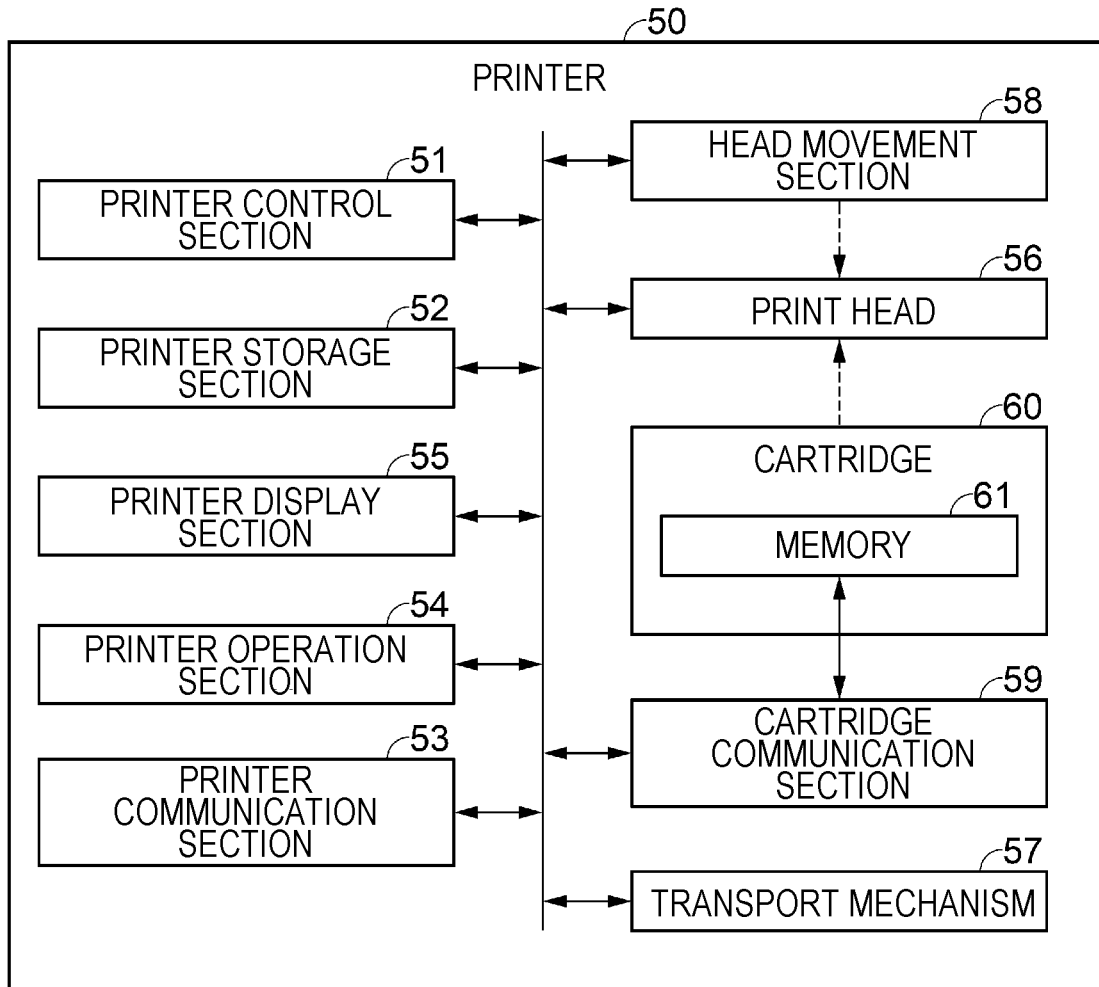 50
PRINTER
51
PRINTER CONTROL
SECTION
52
PRINTER STORAGE
SECTION
55
PRINTER DISPLAY
SECTION
54
PRINTER OPERATION
SECTION
53
PRINTER
COMMUNICATION
SECTION
58
HEAD MOVEMENT
SECTION
56
PRINT HEAD
60
CARTRIDGE
61
MEMORY
59
CARTRIDGE
COMMUNICATION
SECTION
57
TRANSPORT MECHANISM